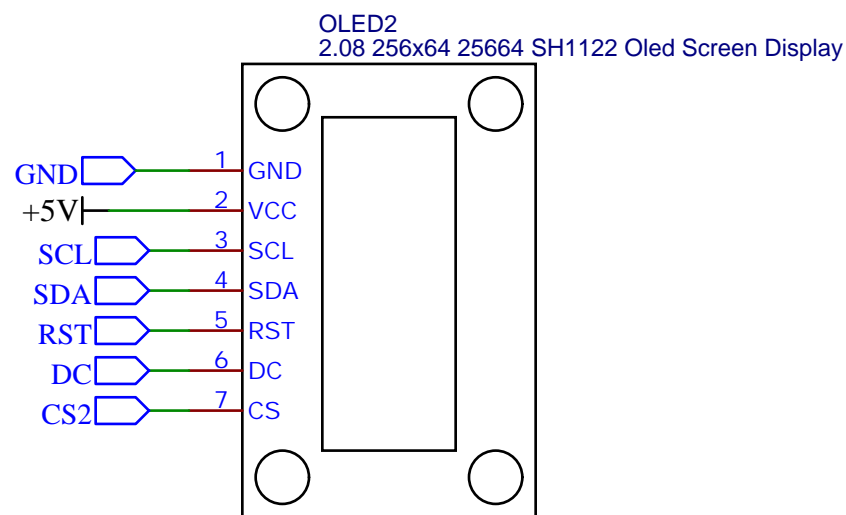 OLED2
2.08 256x64 25664 SH1122 Oled Screen Display
GND 1 GND
+5V 2 VCC
SCL 3 SCL
SDA 4 SDA
RST 5 RST
DC 6 DC
CS2 7 CS